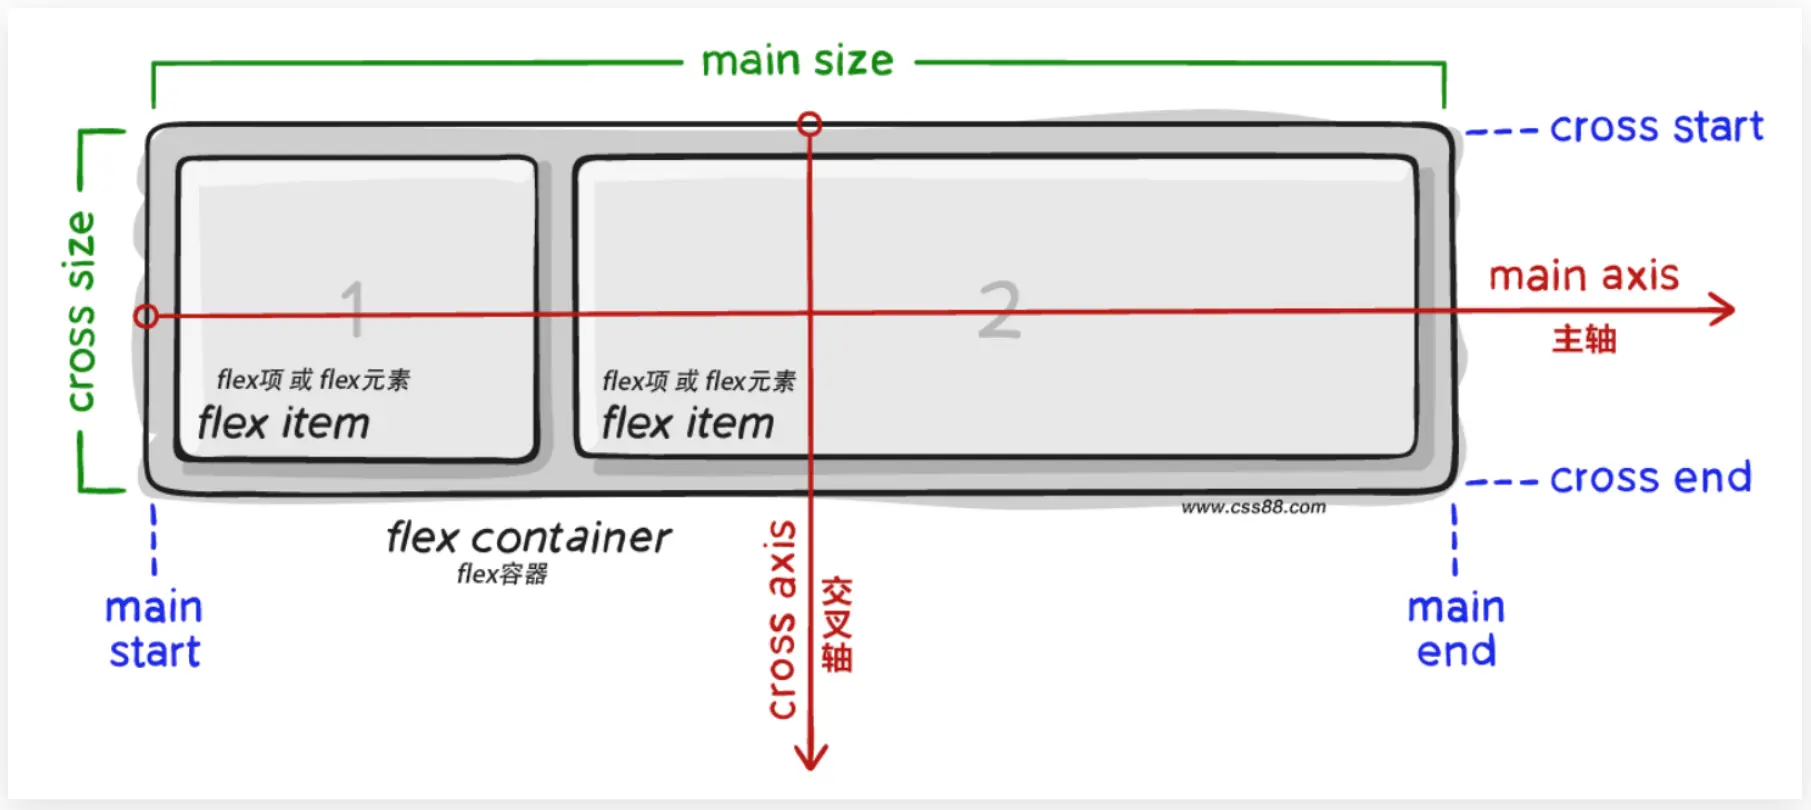 main size
cross start
cross size
1
2
main axis
主轴
flex项 或 flex元素
flex item
flex项 或 flex元素
flex item
cross end
www.css88.com
flex container
flex容器
cross axis
交叉轴
main
start
main
end